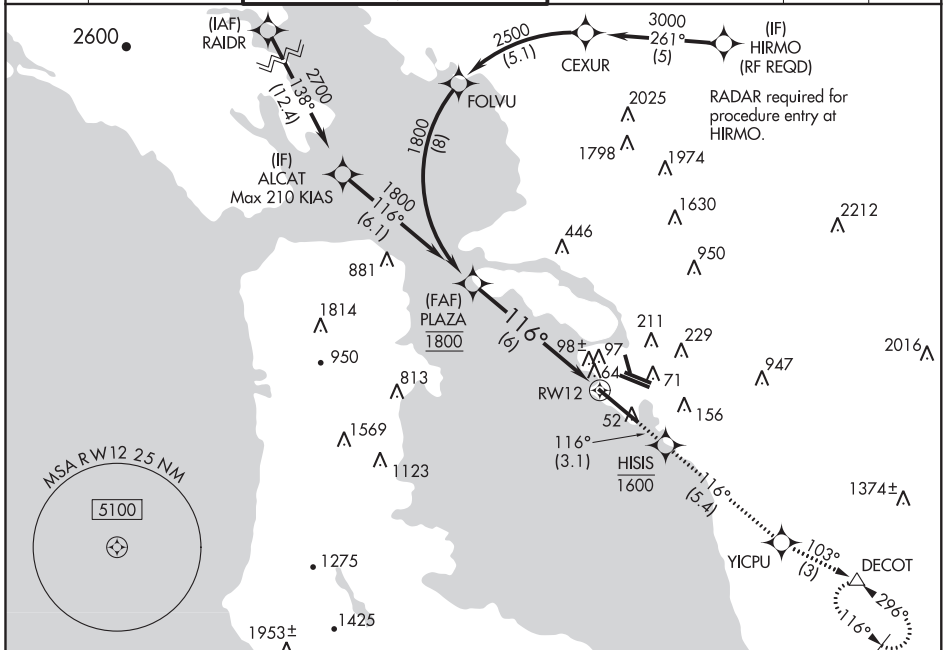 2600
(IAF)
RAIDR
2700
138°
(12.4)
2500
(5.1)
CEXUR
3000
261°
(5)
(IF)
HIRMO
(RF REQD)
RADAR required for
procedure entry at
HIRMO.
FOLVU
1800
(8)
2025
1798
1974
(IF)
ALCAT
Max 210 KIAS
1800
116°
(6.1)
1630
2212
446
950
881
(FAF)
PLAZA
1800
116°
(6)
1814
950
211
229
2016
98±
97
64
71
947
813
RW12
52
156
1569
1123
116°
(3.1)
HISIS
1600
116°
(5.4)
1374±
MSA RW12 25 NM
5100
YICPU
103°
(3)
DECOT
296°
116°
1275
1425
1953±